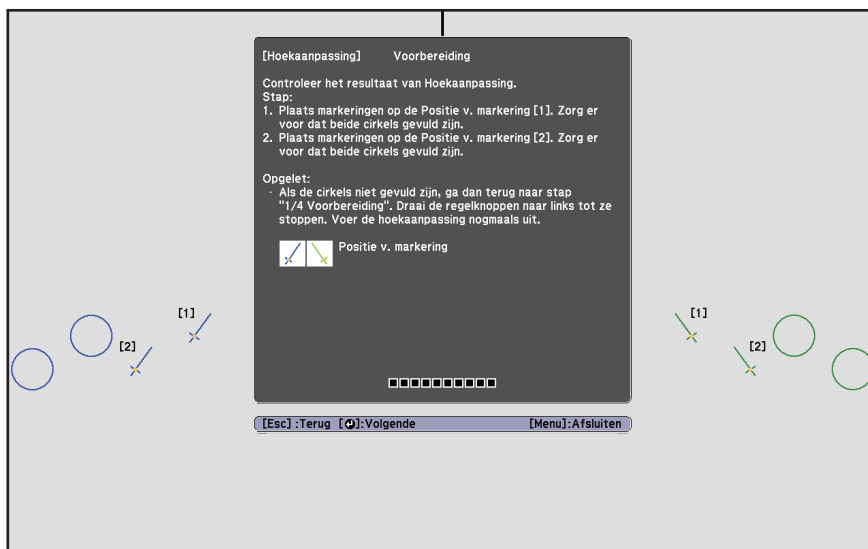 [Hoekaanpassing] Voorbereiding
Controleer het resultaat van Hoekaanpassing.
Stap:
1. Plaats markeringen op de Positie v. markering [1]. Zorg er
voor dat beide cirkels gevuld zijn.
2. Plaats markeringen op de Positie v. markering [2]. Zorg er
voor dat beide cirkels gevuld zijn.
Opgelet:
· Als de cirkels niet gevuld zijn, ga dan terug naar stap
"1/4 Voorbereiding". Draai de regelknoppen naar links tot ze
stoppen. Voer de hoekaanpassing nogmaals uit.
Positie v. markering
[1]
[2]
[1]
[2]
[Esc] :Terug [↵]:Volgende [Menu]:Afsluiten